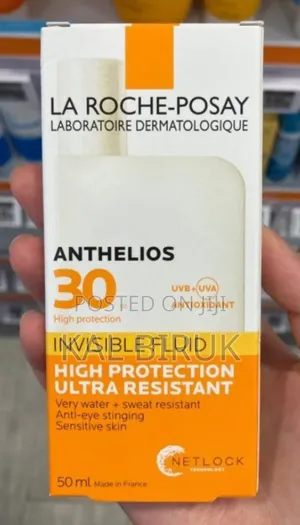 LA ROCHE-POSAY
LABORATOIRE DERMATOLOGIQUE
ANTHELIOS
30
High protection
UVB + UVA
ANTIOXIDANT
POSTED ON JIJI
KAL BIRUK
INVISIBLE FLUID
HIGH PROTECTION
ULTRA RESISTANT
Very water + sweat resistant
Anti-eye stinging
Sensitive skin
NETLOCK
TECHNOLOGY
50 ml Made in France